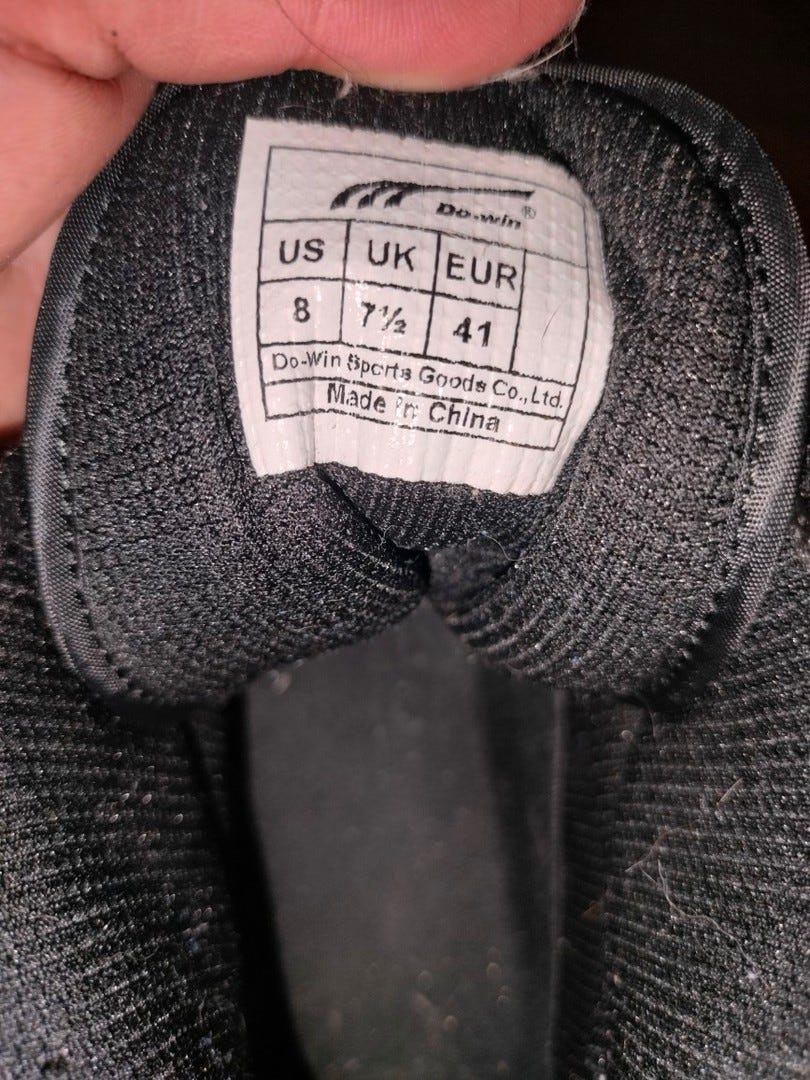 Do-win®
US UK EUR
8 7½ 41
Do-Win Sports Goods Co., Ltd.
Made in China